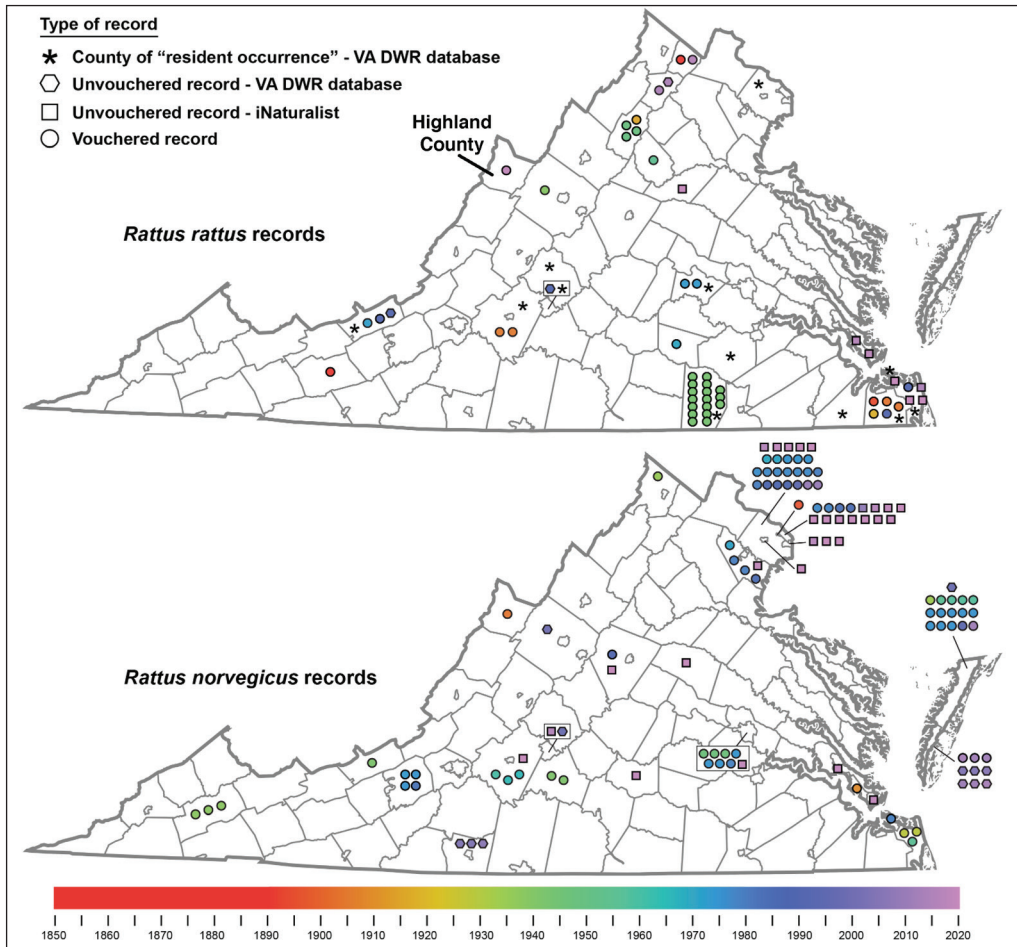 Type of record
* County of “resident occurrence” - VA DWR database
Unvouchered record - VA DWR database
Unvouchered record - iNaturalist
Vouchered record
Highland
County
Rattus rattus records
Rattus norvegicus records
1850 1860 1870 1880 1890 1900 1910 1920 1930 1940 1950 1960 1970 1980 1990 2000 2010 2020